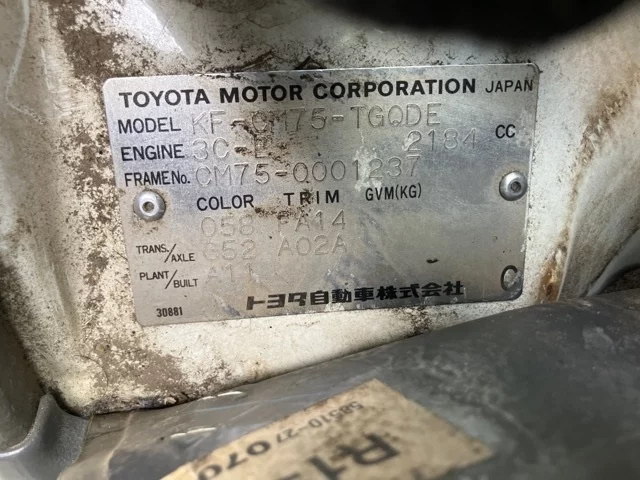 TOYOTA MOTOR CORPORATION JAPAN
MODEL KF-CM75-TGQDE
ENGINE 3C-E 2184 CC
FRAME No. CM75-0001237
COLOR TRIM GVM(KG)
058 FA14
TRANS./AXLE G52 A02A
PLANT/BUILT A11
トヨタ自動車株式会社
30881
58510-27070